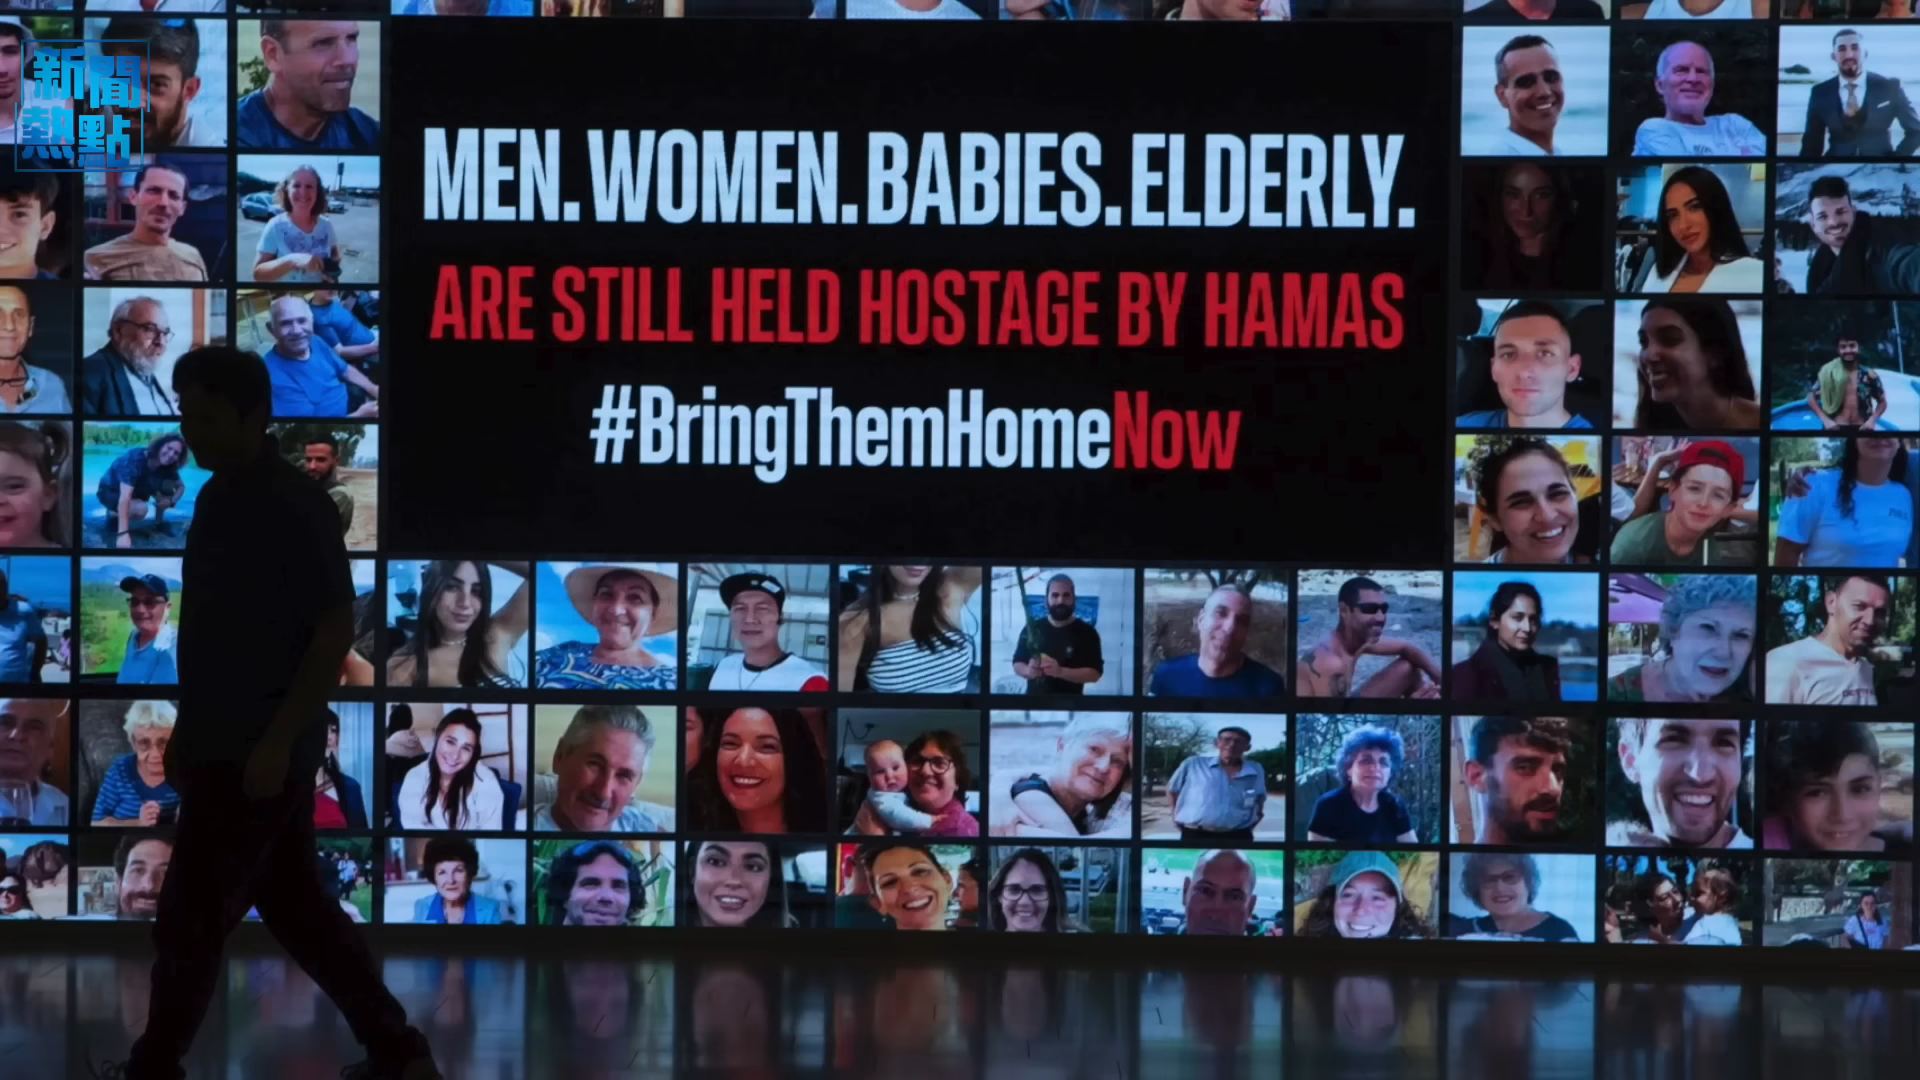 新聞
熱點
MEN. WOMEN. BABIES. ELDERLY.
ARE STILL HELD HOSTAGE BY HAMAS
#BringThemHomeNow